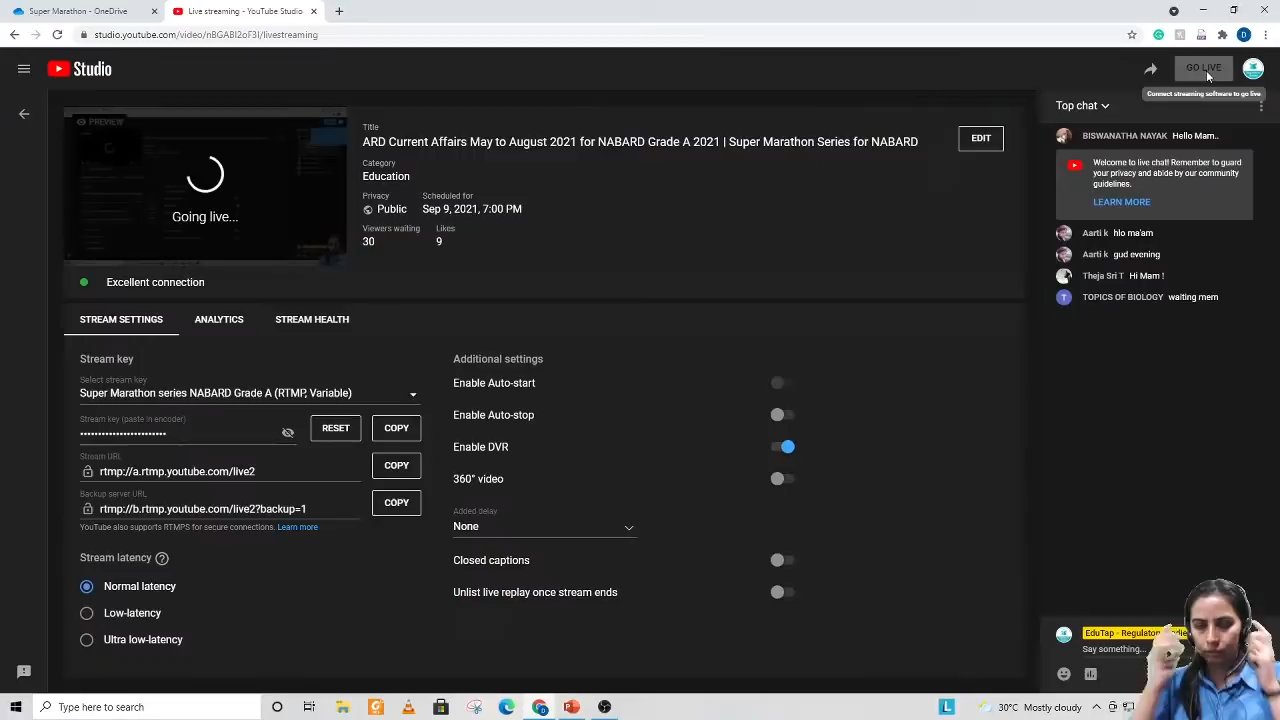 Super Marathon - OneDrive
Live streaming - YouTube Studio
studio.youtube.com/video/nBGABI2oF3I/livestreaming
Studio
GO LIVE
Connect streaming software to go live
PREVIEW
Going live...
Title
ARD Current Affairs May to August 2021 for NABARD Grade A 2021 | Super Marathon Series for NABARD
EDIT
Category
Education
Privacy
Scheduled for
Public
Sep 9, 2021, 7:00 PM
Viewers waiting
Likes
30
9
Excellent connection
STREAM SETTINGS
ANALYTICS
STREAM HEALTH
Stream key
Select stream key
Super Marathon series NABARD Grade A (RTMP, Variable)
Stream key (paste in encoder)
••••••••••••••••••••••••
RESET
COPY
Stream URL
rtmp://a.rtmp.youtube.com/live2
COPY
Backup server URL
rtmp://b.rtmp.youtube.com/live2?backup=1
COPY
YouTube also supports RTMPS for secure connections. Learn more
Stream latency
Normal latency
Low-latency
Ultra low-latency
Additional settings
Enable Auto-start
Enable Auto-stop
Enable DVR
360° video
Added delay
None
Closed captions
Unlist live replay once stream ends
Top chat
BISWANATHA NAYAK Hello Mam..
Welcome to live chat! Remember to guard
your privacy and abide by our community
guidelines.
LEARN MORE
Aarti k hlo ma'am
Aarti k gud evening
Theja Sri T Hi Mam !
T
TOPICS OF BIOLOGY waiting mem
EduTap - Regulatory
Say something...
Type here to search
L
30°C Mostly cloudy